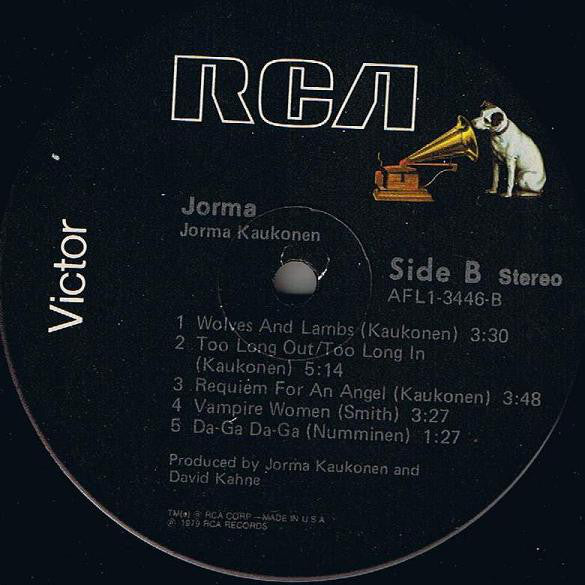 RCA
Victor
Jorma
Jorma Kaukonen
Side B Stereo
AFL1-3446-B
1 Wolves And Lambs (Kaukonen) 3:30
2 Too Long Out/Too Long In
(Kaukonen) 5:14
3 Requiem For An Angel (Kaukonen) 3:48
4 Vampire Women (Smith) 3:27
5 Da-Ga Da-Ga (Numminen) 1:27
Produced by Jorma Kaukonen and
David Kahne
TM(s) ® RCA CORP.—MADE IN U.S.A.
℗ 1979 RCA RECORDS